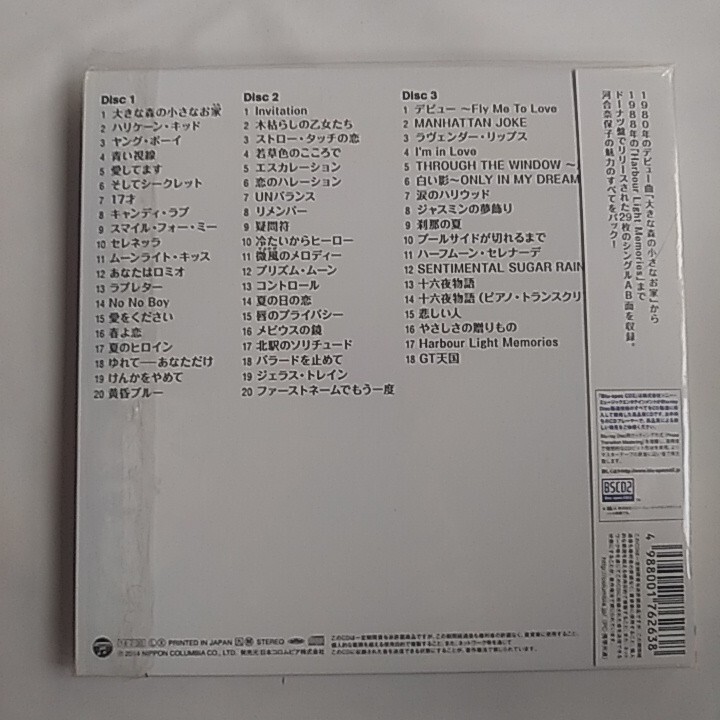 Disc 1
1 大きな森の小さなお家
2 ハリケーン・キッド
3 ヤング・ボーイ
4 青い視線
5 愛してます
6 そしてシークレット
7 17才
8 キャンディ・ラブ
9 スマイル・フォー・ミー
10 セレネッラ
11 ムーンライト・キッス
12 あなたはロミオ
13 ラブレター
14 No No Boy
15 愛をください
16 春よ恋
17 夏のヒロイン
18 ゆれて──あなただけ
19 けんかをやめて
20 黄昏ブルー
Disc 2
1 Invitation
2 木枯らしの乙女たち
3 ストロー・タッチの恋
4 若草色のこころで
5 エスカレーション
6 恋のハレーション
7 UNバランス
8 リメンバー
9 疑問符
10 冷たいからヒーロー
11 微風のメロディー
12 プリズム・ムーン
13 コントロール
14 夏の日の恋
15 唇のプライバシー
16 メビウスの鏡
17 北駅のソリチュード
18 バラードを止めて
19 ジェラス・トレイン
20 ファーストネームでもう一度
Disc 3
1 デビュー ～Fly Me To Love
2 MANHATTAN JOKE
3 ラヴェンダー・リップス
4 I'm in Love
5 THROUGH THE WINDOW ～
6 白い影～ONLY IN MY DREAM
7 涙のハリウッド
8 ジャスミンの夢飾り
9 刹那の夏
10 プールサイドが切れるまで
11 ハーフムーン・セレナーデ
12 SENTIMENTAL SUGAR RAIN
13 十六夜物語
14 十六夜物語(ピアノ・トランスクリ
15 悲しい人
16 やさしさの贈りもの
17 Harbour Light Memories
18 GT天国
1980年のデビュー曲「大きな森の小さなお家」から
1988年の「Harbour Light Memories」まで
ドーナツ盤でリリースされた29枚のシングルAB面を収録。
河合奈保子の魅力のすべてをパック!
BSCD2
Blu-spec CD2
4 988001 762638
PRINTED IN JAPAN
STEREO
℗2014 NIPPON COLUMBIA CO., LTD. 発売元:日本コロムビア株式会社